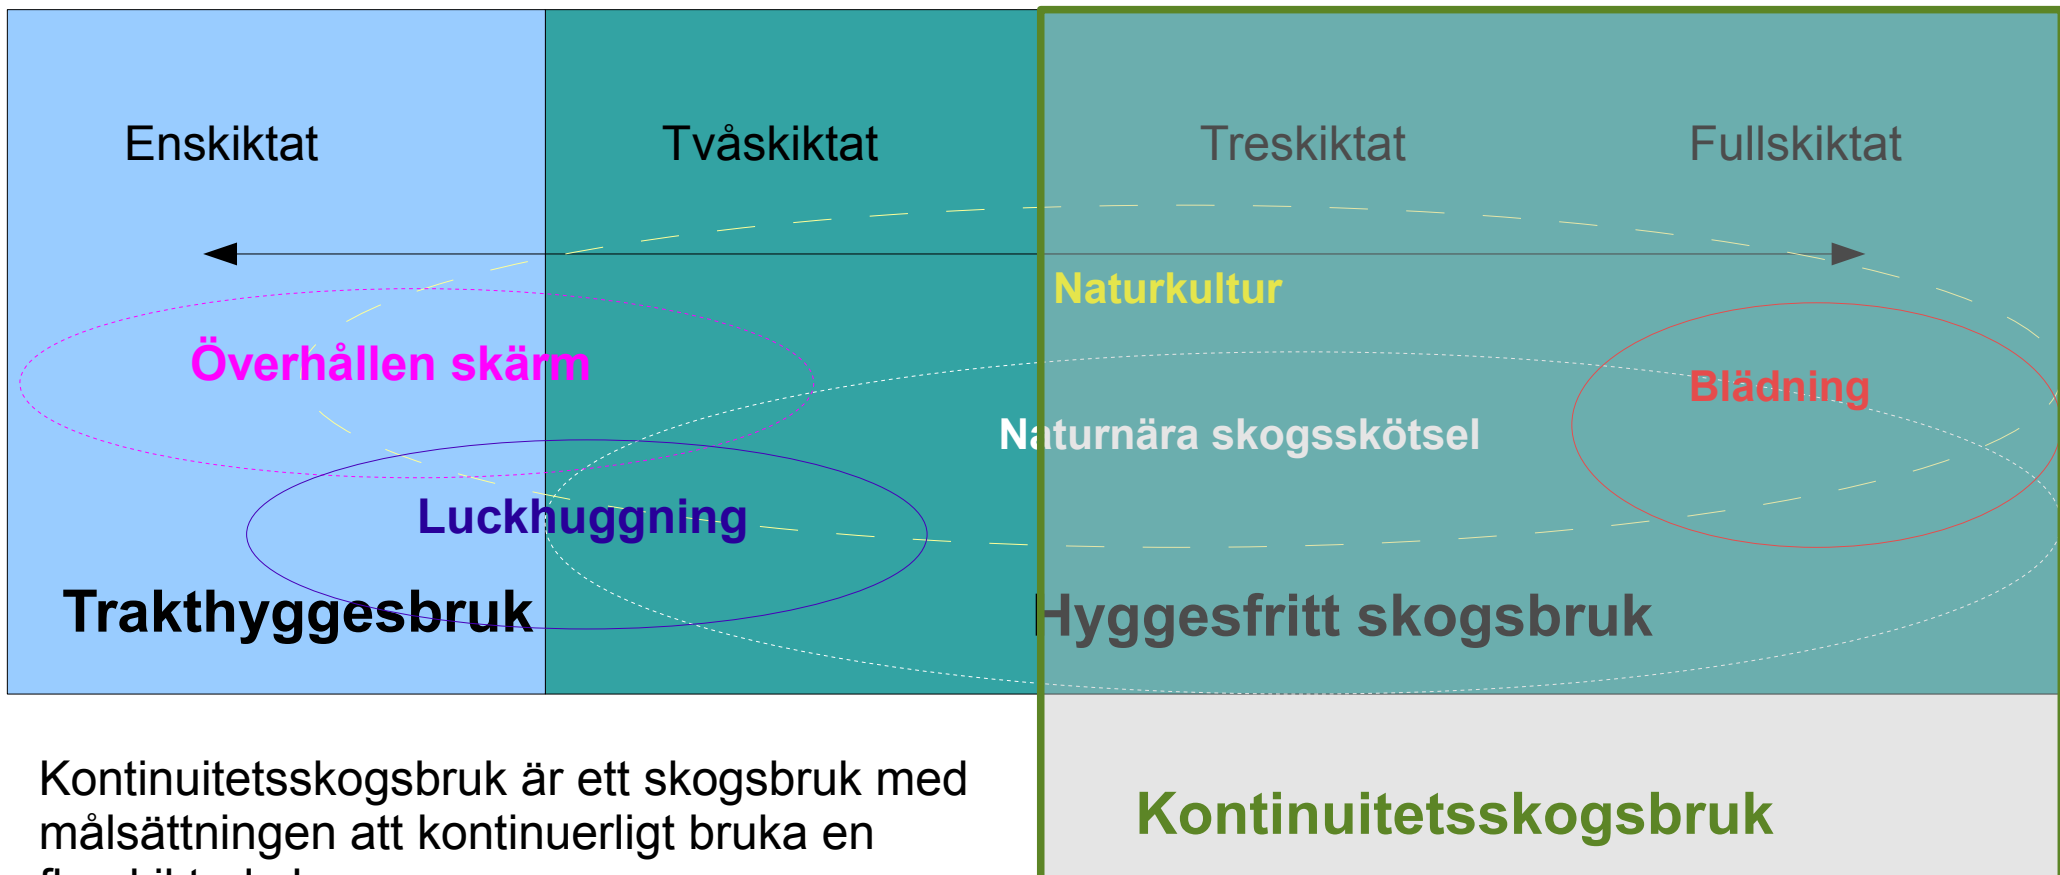 Enskiktat Tvåskiktat Treskiktat Fullskiktat
Naturkultur
Överhållen skärm
Blädning
Naturnära skogsskötsel
Luckhuggning
Trakthyggesbruk Hyggesfritt skogsbruk
Kontinuitetsskogsbruk är ett skogsbruk med
målsättningen att kontinuerligt bruka en
Kontinuitetsskogsbruk